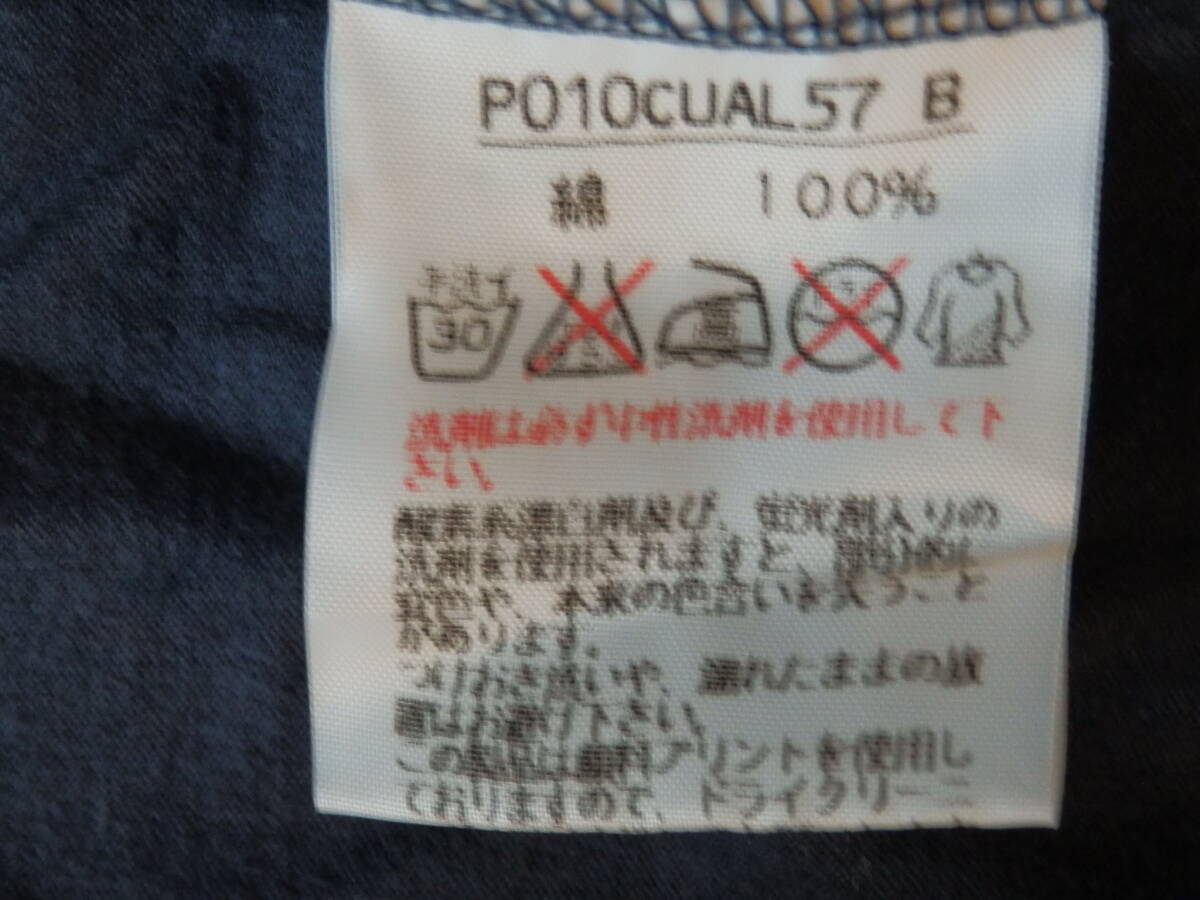 P010CUAL57 B
綿 100%
手洗イ
30
洗剤は必ず中性洗剤を使用して下
さい
酸素系漂白剤及び、蛍光剤入りの
洗剤を使用されますと、部分的に
変色や、本来の色合いを失うこと
があります。
つけおき洗いや、濡れたままの放
置はお避け下さい
この製品は顔料プリントを使用し
ておりますので、ドライクリーニ